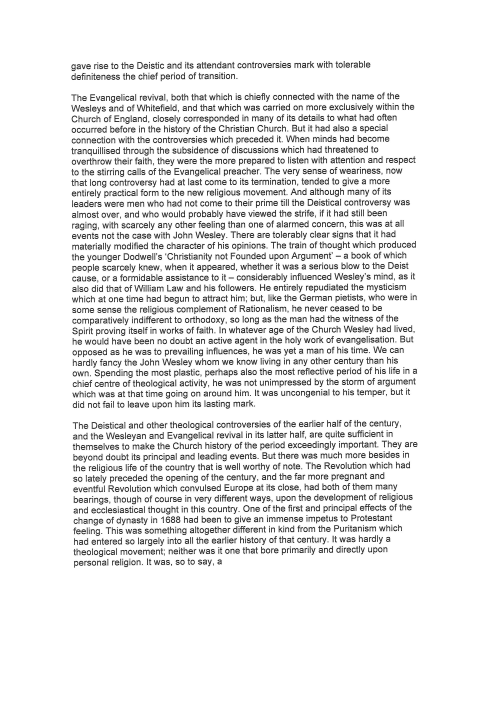 gave rise to the Deistic and its attendant controversies mark with tolerable
definiteness the chief period of transition.
The Evangelical revival, both that which is chiefly connected with the name of the
Wesleys and of Whitefield, and that which was carried on more exclusively within the
Church of England, closely corresponded in many of its details to what had often
occurred before in the history of the Christian Church. But it had also a special
connection with the controversies which preceded it. When minds had become
tranquillised through the subsidence of discussions which had threatened to
overthrow their faith, they were the more prepared to listen with attention and respect
to the stirring calls of the Evangelical preacher. The very sense of weariness, now
that long controversy had at last come to its termination, tended to give a more
entirely practical form to the new religious movement. And although many of its
leaders were men who had not come to their prime till the Deistical controversy was
almost over, and who would probably have viewed the strife, if it had still been
raging, with scarcely any other feeling than one of alarmed concern, this was at all
events not the case with John Wesley. There are tolerably clear signs that it had
materially modified the character of his opinions. The train of thought which produced
the younger Dodwell's ‘Christianity not Founded upon Argument’ – a book of which
people scarcely knew, when it appeared, whether it was a serious blow to the Deist
cause, or a formidable assistance to it – considerably influenced Wesley's mind, as it
also did that of William Law and his followers. He entirely repudiated the mysticism
which at one time had begun to attract him; but, like the German pietists, who were in
some sense the religious complement of Rationalism, he never ceased to be
comparatively indifferent to orthodoxy, so long as the man had the witness of the
Spirit proving itself in works of faith. In whatever age of the Church Wesley had lived,
he would have been no doubt an active agent in the holy work of evangelisation. But
opposed as he was to prevailing influences, he was yet a man of his time. We can
hardly fancy the John Wesley whom we know living in any other century than his
own. Spending the most plastic, perhaps also the most reflective period of his life in a
chief centre of theological activity, he was not unimpressed by the storm of argument
which was at that time going on around him. It was uncongenial to his temper, but it
did not fail to leave upon him its lasting mark.
The Deistical and other theological controversies of the earlier half of the century,
and the Wesleyan and Evangelical revival in its latter half, are quite sufficient in
themselves to make the Church history of the period exceedingly important. They are
beyond doubt its principal and leading events. But there was much more besides in
the religious life of the country that is well worthy of note. The Revolution which had
so lately preceded the opening of the century, and the far more pregnant and
eventful Revolution which convulsed Europe at its close, had both of them many
bearings, though of course in very different ways, upon the development of religious
and ecclesiastical thought in this country. One of the first and principal effects of the
change of dynasty in 1688 had been to give an immense impetus to Protestant
feeling. This was something altogether different in kind from the Puritanism which
had entered so largely into all the earlier history of that century. It was hardly a
theological movement; neither was it one that bore primarily and directly upon
personal religion. It was, so to say, a